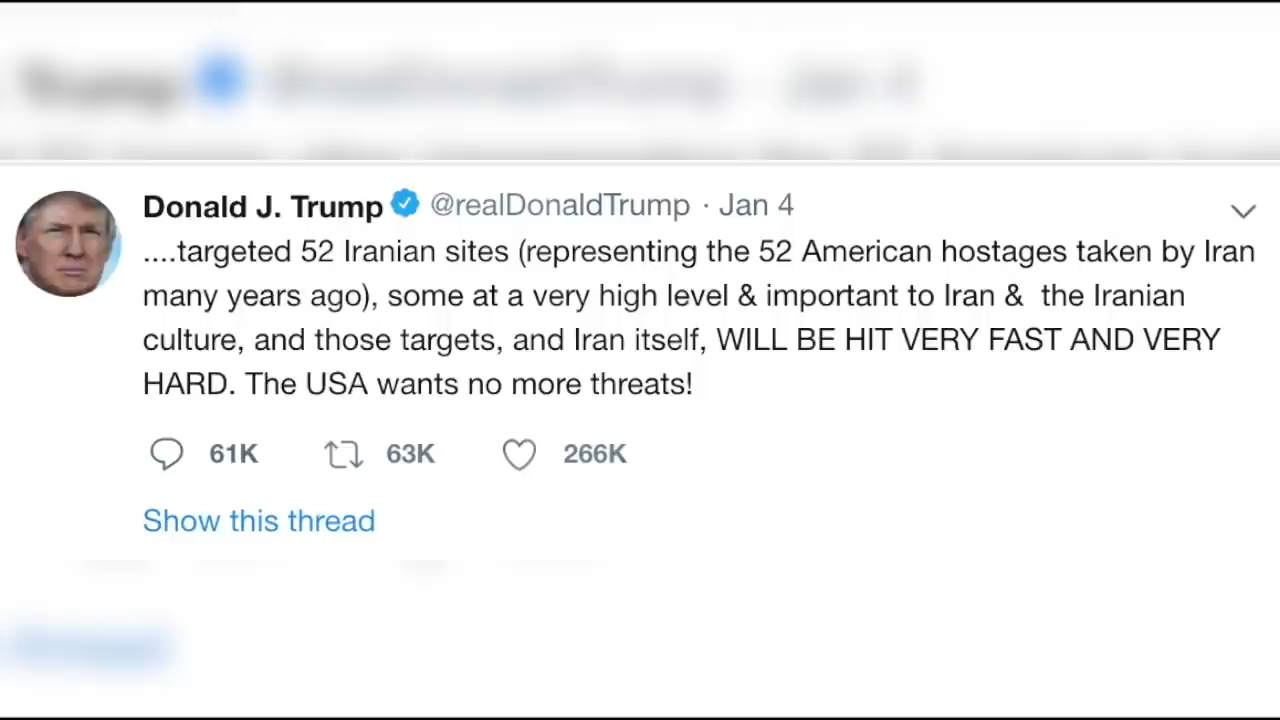 Donald J. Trump @realDonaldTrump · Jan 4
....targeted 52 Iranian sites (representing the 52 American hostages taken by Iran
many years ago), some at a very high level & important to Iran &  the Iranian
culture, and those targets, and Iran itself, WILL BE HIT VERY FAST AND VERY
HARD. The USA wants no more threats!
61K 63K 266K
Show this thread